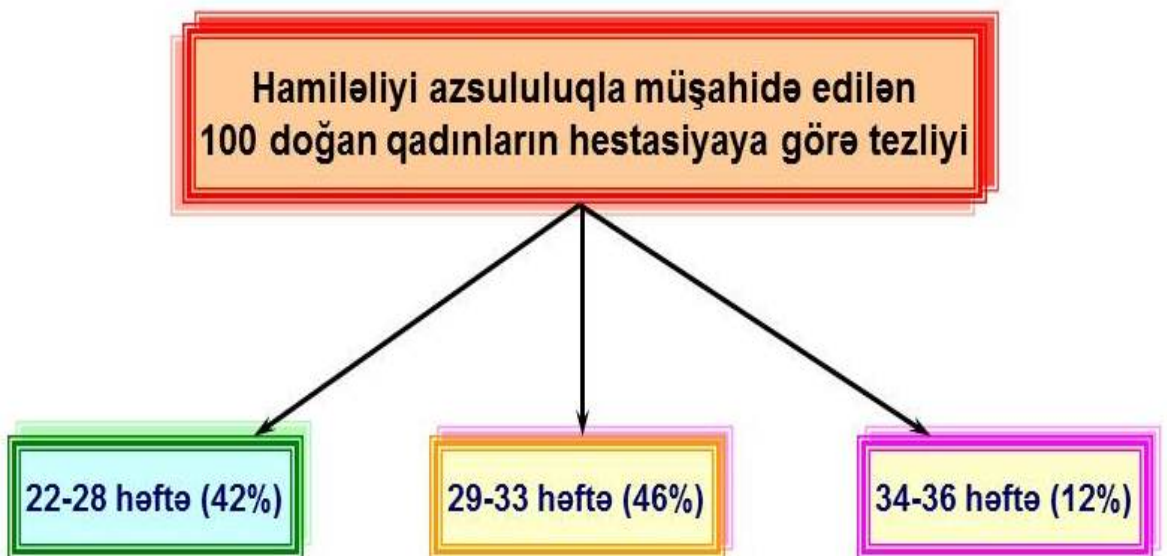 Hamiləliyi azsululuqla müşahidə edilən
100 doğan qadınların hestasiyaya görə tezliyi
22-28 həftə (42%)
29-33 həftə (46%)
34-36 həftə (12%)